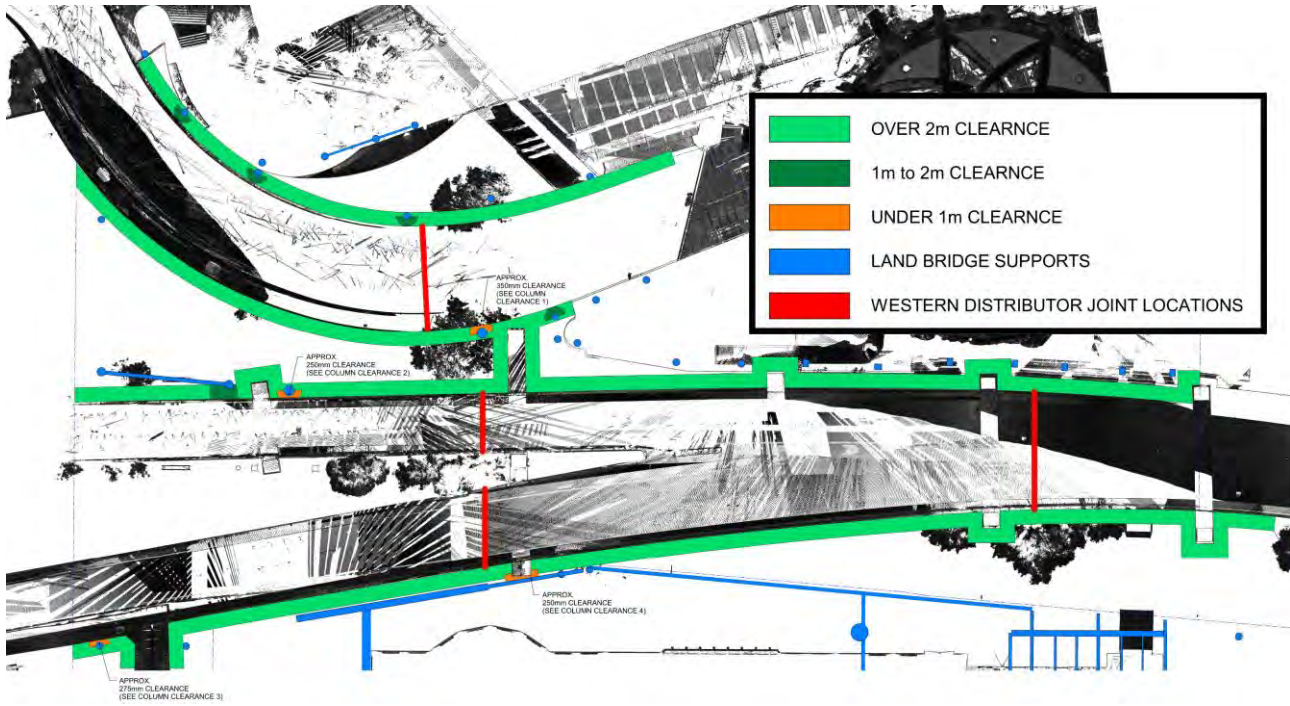 OVER 2m CLEARNCE
1m to 2m CLEARNCE
UNDER 1m CLEARNCE
LAND BRIDGE SUPPORTS
WESTERN DISTRIBUTOR JOINT LOCATIONS
APPROX.
350mm CLEARANCE
(SEE COLUMN
CLEARANCE 1)
APPROX.
250mm CLEARANCE
(SEE COLUMN CLEARANCE 2)
APPROX.
250mm CLEARANCE
(SEE COLUMN CLEARANCE 4)
APPROX.
275mm CLEARANCE
(SEE COLUMN CLEARANCE 3)